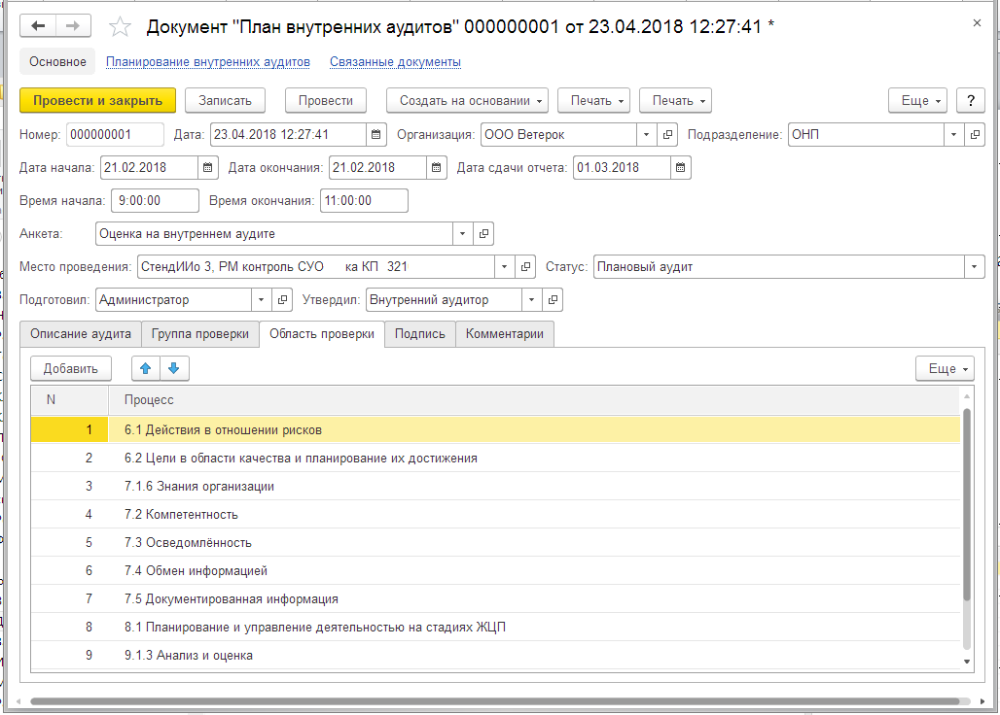 Документ "План внутренних аудитов" 000000001 от 23.04.2018 12:27:41 *
Основное Планирование внутренних аудитов Связанные документы
Провести и закрыть Записать Провести Создать на основании Печать Печать Еще ?
Номер: 000000001 Дата: 23.04.2018 12:27:41 Организация: ООО Ветерок Подразделение: ОНП
Дата начала: 21.02.2018 Дата окончания: 21.02.2018 Дата сдачи отчета: 01.03.2018
Время начала: 9:00:00 Время окончания: 11:00:00
Анкета: Оценка на внутреннем аудите
Место проведения: СтендИИо 3, РМ контроль СУО ка КП 321 Статус: Плановый аудит
Подготовил: Администратор Утвердил: Внутренний аудитор
Описание аудита Группа проверки Область проверки Подпись Комментарии
Добавить Еще
N Процесс
1 6.1 Действия в отношении рисков
2 6.2 Цели в области качества и планирование их достижения
3 7.1.6 Знания организации
4 7.2 Компетентность
5 7.3 Осведомлённость
6 7.4 Обмен информацией
7 7.5 Документированная информация
8 8.1 Планирование и управление деятельностью на стадиях ЖЦП
9 9.1.3 Анализ и оценка